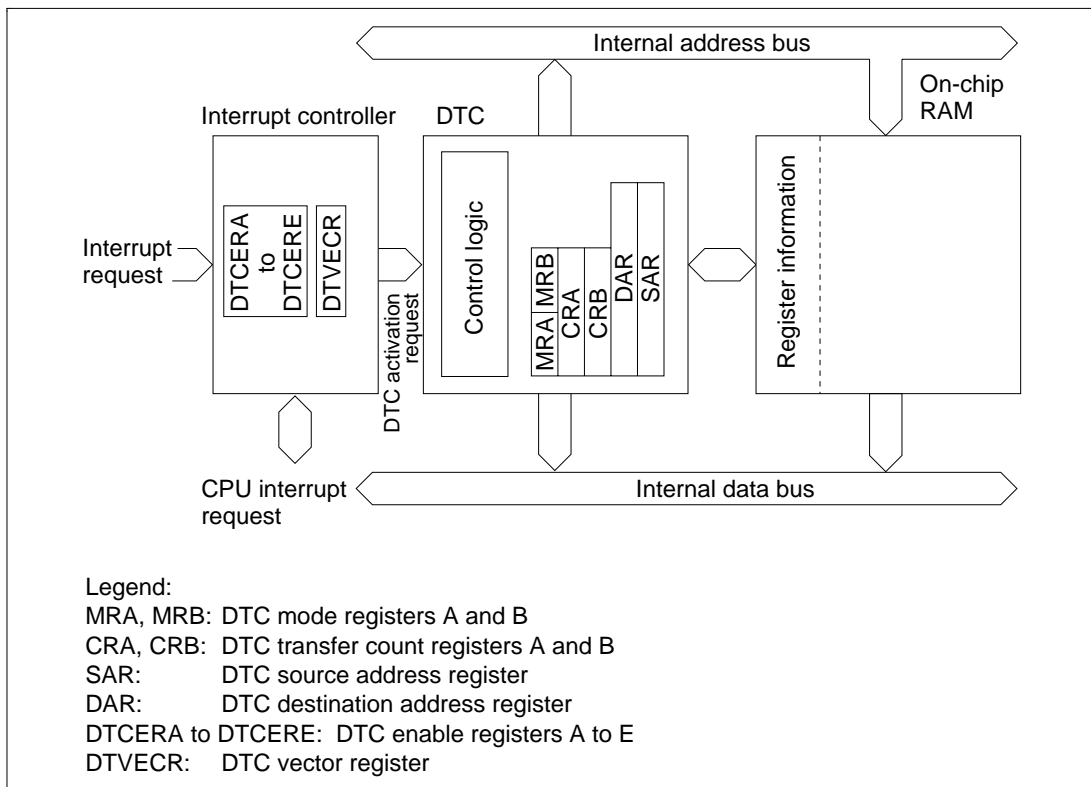 Internal address bus
On-chip
RAM
Interrupt controller
DTC
Interrupt
request
DTCERA
to
DTCERE
DTVECR
DTC activation
request
Control logic
MRA MRB
CRA
CRB
DAR
SAR
Register information
CPU interrupt
request
Internal data bus
Legend:
MRA, MRB: DTC mode registers A and B
CRA, CRB: DTC transfer count registers A and B
SAR: DTC source address register
DAR: DTC destination address register
DTCERA to DTCERE: DTC enable registers A to E
DTVECR: DTC vector register